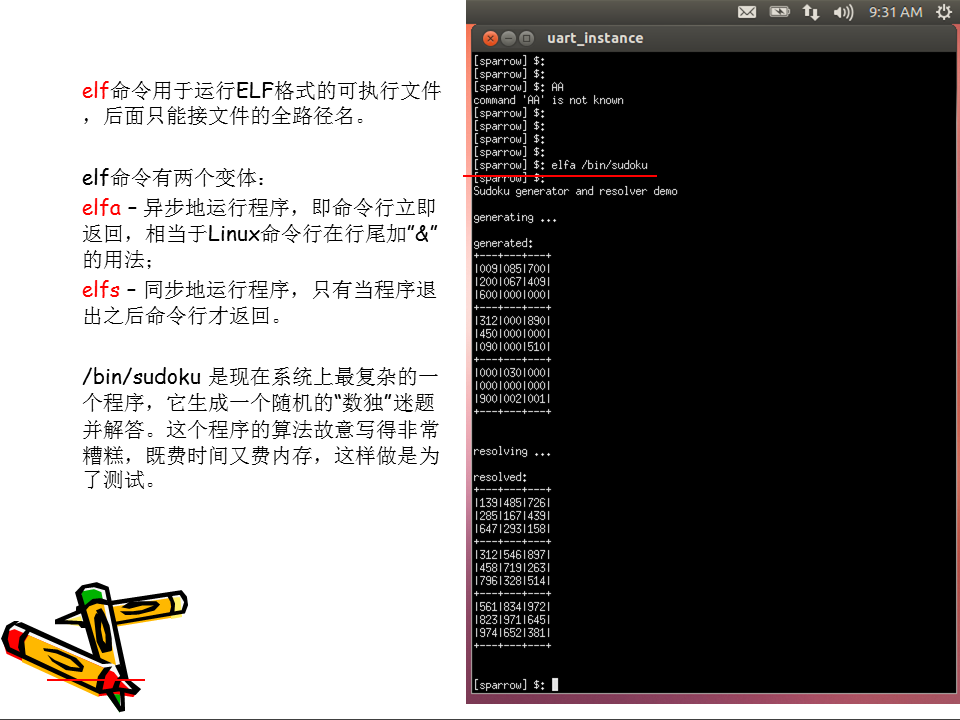 elf命令用于运行ELF格式的可执行文件
，后面只能接文件的全路径名。
elf命令有两个变体：
elfa – 异步地运行程序，即命令行立即
返回，相当于Linux命令行在行尾加”&”
的用法；
elfs – 同步地运行程序，只有当程序退
出之后命令行才返回。
/bin/sudoku 是现在系统上最复杂的一
个程序，它生成一个随机的“数独”迷题
并解答。这个程序的算法故意写得非常
糟糕，既费时间又费内存，这样做是为
了测试。
9:31 AM
uart_instance
[sparrow] $:
[sparrow] $:
[sparrow] $: AA
command 'AA' is not known
[sparrow] $:
[sparrow] $:
[sparrow] $:
[sparrow] $:
[sparrow] $: elfa /bin/sudoku
[sparrow] $:
Sudoku generator and resolver demo
generating ...
generated:
+---+---+---+
|009|085|700|
|200|067|409|
|600|000|000|
+---+---+---+
|312|000|890|
|450|000|000|
|090|000|510|
+---+---+---+
|000|030|000|
|000|000|000|
|900|002|001|
+---+---+---+
resolving ...
resolved:
+---+---+---+
|139|485|726|
|285|167|439|
|647|293|158|
+---+---+---+
|312|546|897|
|458|719|263|
|796|328|514|
+---+---+---+
|561|834|972|
|823|971|645|
|974|652|381|
+---+---+---+
[sparrow] $: